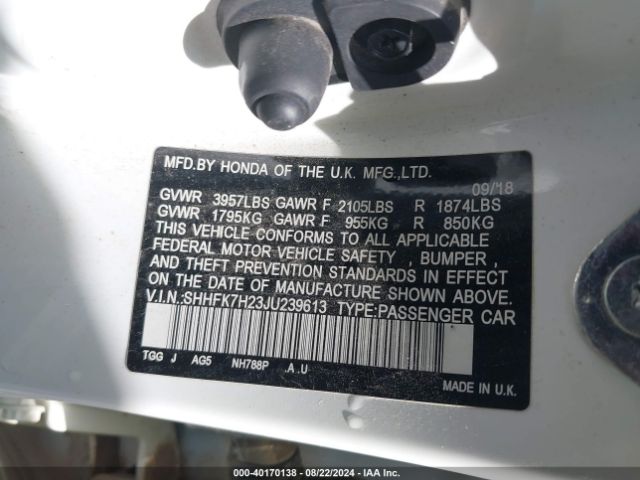 MFD.BY HONDA OF THE U.K. MFG.,LTD.
09/18
GVWR 3957LBS GAWR F 2105LBS R 1874LBS
GVWR 1795KG GAWR F 955KG R 850KG
THIS VEHICLE CONFORMS TO ALL APPLICABLE
FEDERAL MOTOR VEHICLE SAFETY , BUMPER ,
AND THEFT PREVENTION STANDARDS IN EFFECT
ON THE DATE OF MANUFACTURE SHOWN ABOVE.
V.I.N.:SHHFK7H23JU239613 TYPE:PASSENGER CAR
TGG J AG5 NH788P .A .U
MADE IN U.K.
000-40170138 - 08/22/2024 - IAA Inc.